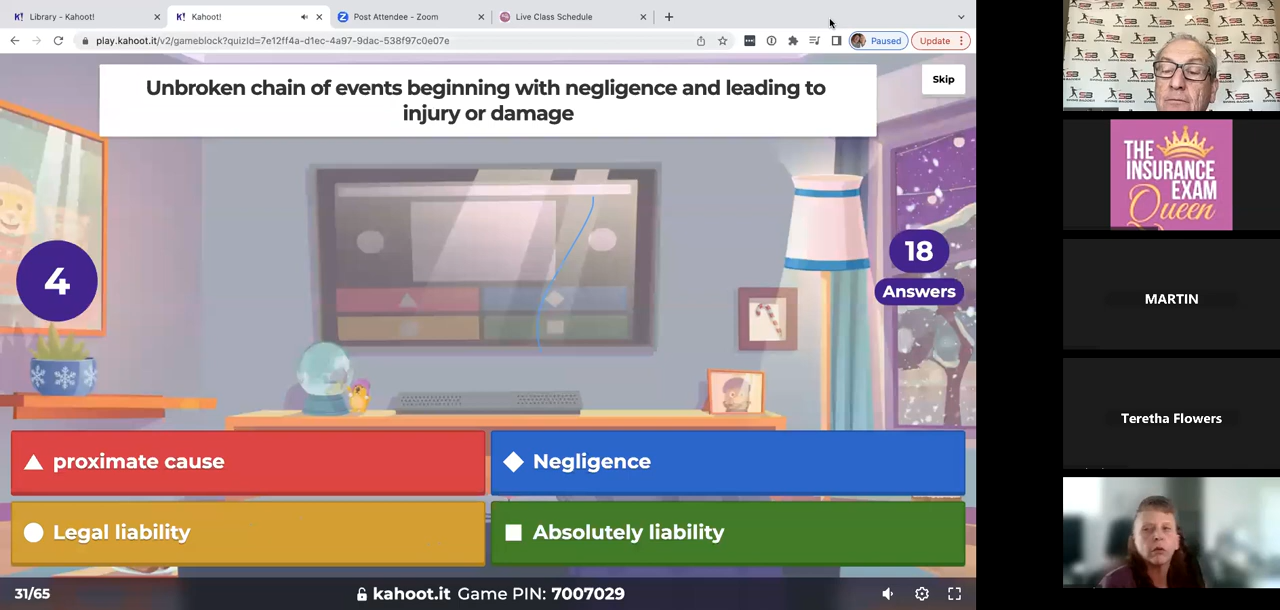 Library - Kahoot!
Kahoot!
Post Attendee - Zoom
Live Class Schedule
play.kahoot.it/v2/gameblock?quizId=7e12ff4a-d1ec-4a97-9dac-538f97c0e07e
Paused
Update
Unbroken chain of events beginning with negligence and leading to
injury or damage
Skip
4
18
Answers
proximate cause
Negligence
Legal liability
Absolutely liability
31/65
kahoot.it Game PIN: 7007029
THE
INSURANCE
EXAM
Queen
MARTIN
Teretha Flowers